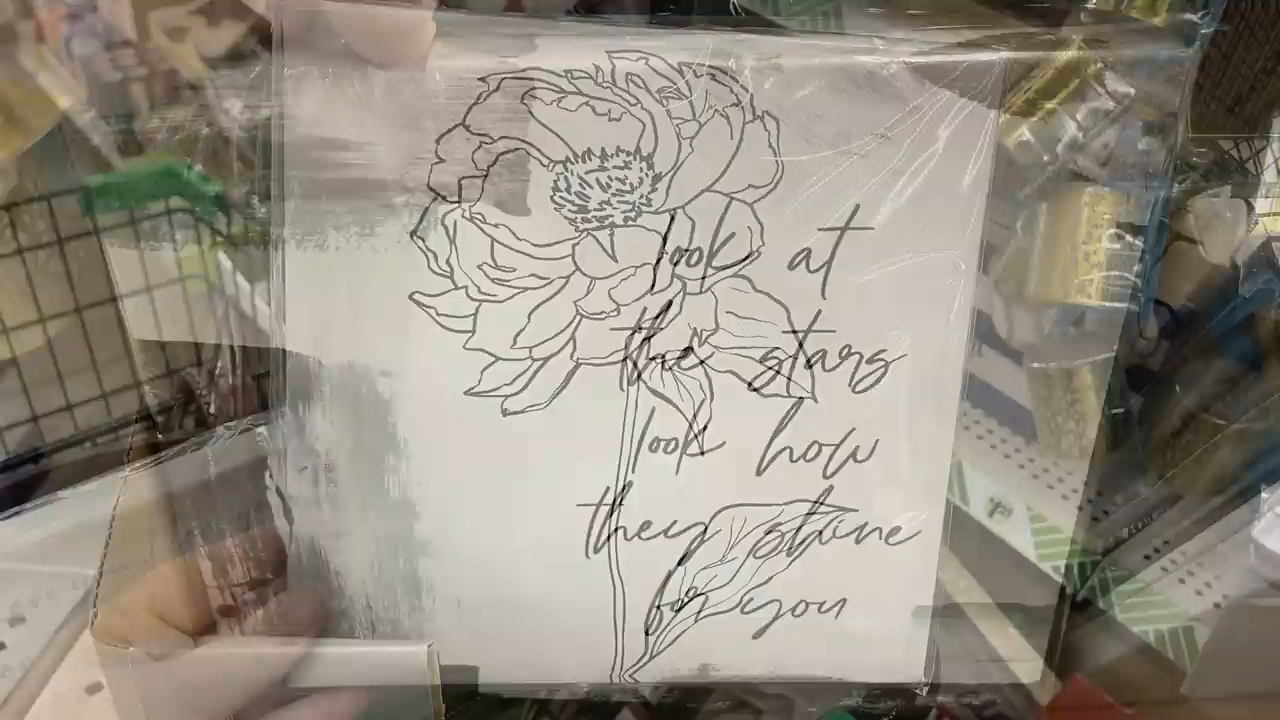 look at
the stars
look how
they shine
for you